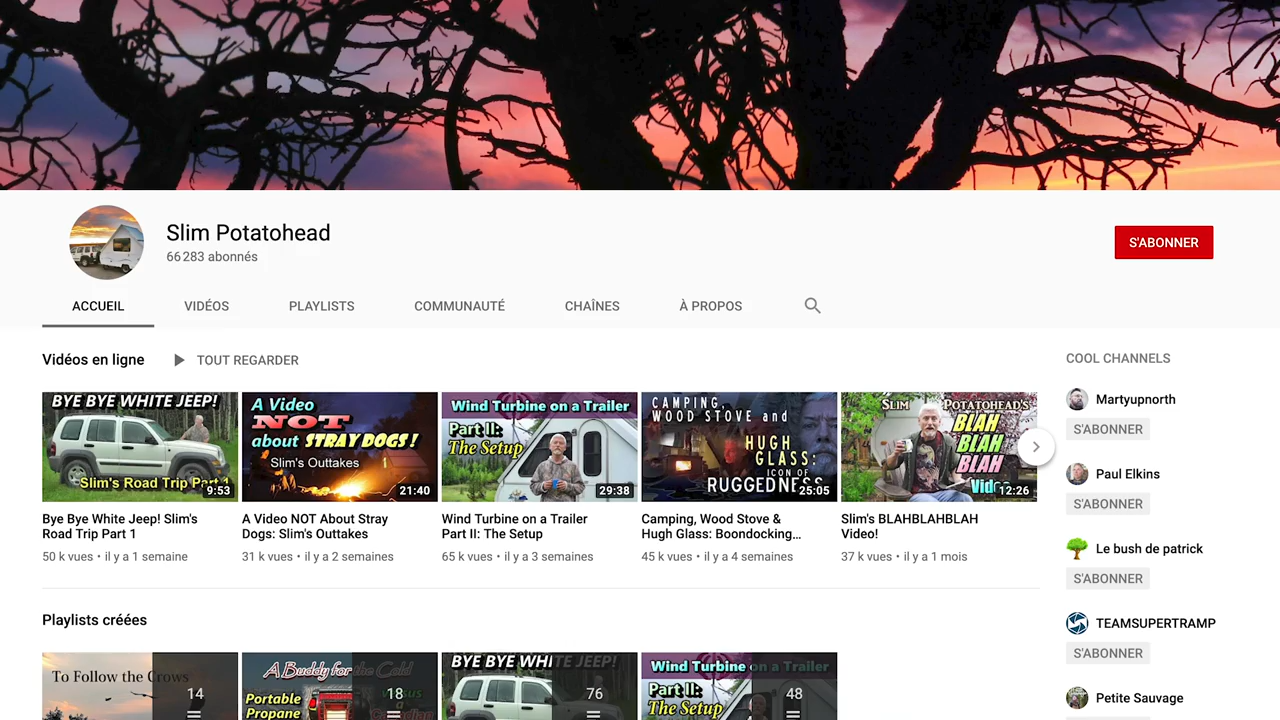 Slim Potatohead
66 283 abonnés
S'ABONNER
ACCUEIL
VIDÉOS
PLAYLISTS
COMMUNAUTÉ
CHAÎNES
À PROPOS
Vidéos en ligne
TOUT REGARDER
BYE BYE WHITE JEEP!
Slim's Road Trip Part 1
9:53
Bye Bye White Jeep! Slim's
Road Trip Part 1
50 k vues • il y a 1 semaine
A Video
NOT
about STRAY DOGS!
Slim's Outtakes
21:40
A Video NOT About Stray
Dogs: Slim's Outtakes
31 k vues • il y a 2 semaines
Wind Turbine on a Trailer
Part II:
The Setup
29:38
Wind Turbine on a Trailer
Part II: The Setup
65 k vues • il y a 3 semaines
CAMPING,
WOOD STOVE and
HUGH
GLASS:
ICON OF
RUGGEDNESS
25:05
Camping, Wood Stove &
Hugh Glass: Boondocking...
45 k vues • il y a 4 semaines
SLIM POTATOHEAD'S
BLAH
BLAH
BLAH
Vid
12:26
Slim's BLAHBLAHBLAH
Video!
37 k vues • il y a 1 mois
Playlists créées
To Follow the Crows
14
A Buddy for the Cold
Portable
Propane
18
BYE BYE WHITE JEEP!
76
Wind Turbine on a Trailer
Part II:
The Setup
48
COOL CHANNELS
Martyupnorth
S'ABONNER
Paul Elkins
S'ABONNER
Le bush de patrick
S'ABONNER
TEAMSUPERTRAMP
S'ABONNER
Petite Sauvage